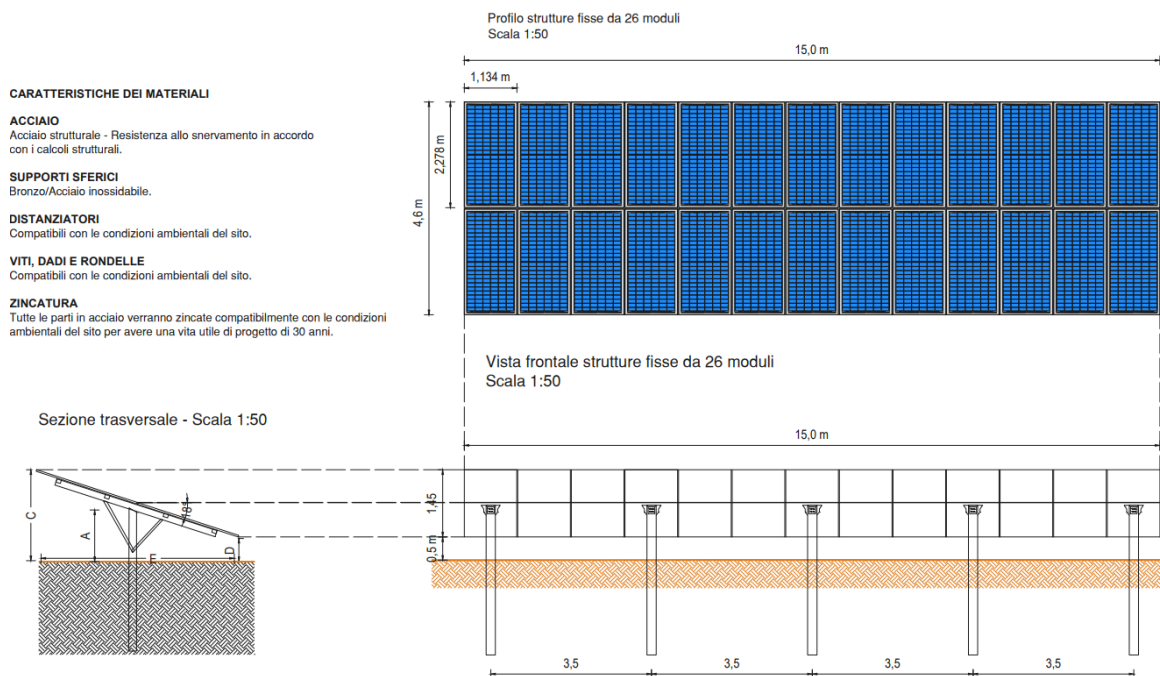 Profilo strutture fisse da 26 moduli
Scala 1:50
15,0 m
1,134 m
2,278 m
4,6 m
CARATTERISTICHE DEI MATERIALI
ACCIAIO
Acciaio strutturale - Resistenza allo snervamento in accordo
con i calcoli strutturali.
SUPPORTI SFERICI
Bronzo/Acciaio inossidabile.
DISTANZIATORI
Compatibili con le condizioni ambientali del sito.
VITI, DADI E RONDELLE
Compatibili con le condizioni ambientali del sito.
ZINCATURA
Tutte le parti in acciaio verranno zincate compatibilmente con le condizioni
ambientali del sito per avere una vita utile di progetto di 30 anni.
Vista frontale strutture fisse da 26 moduli
Scala 1:50
Sezione trasversale - Scala 1:50
15,0 m
C
A
18°
E
D
1,45
0,5 m
3,5
3,5
3,5
3,5